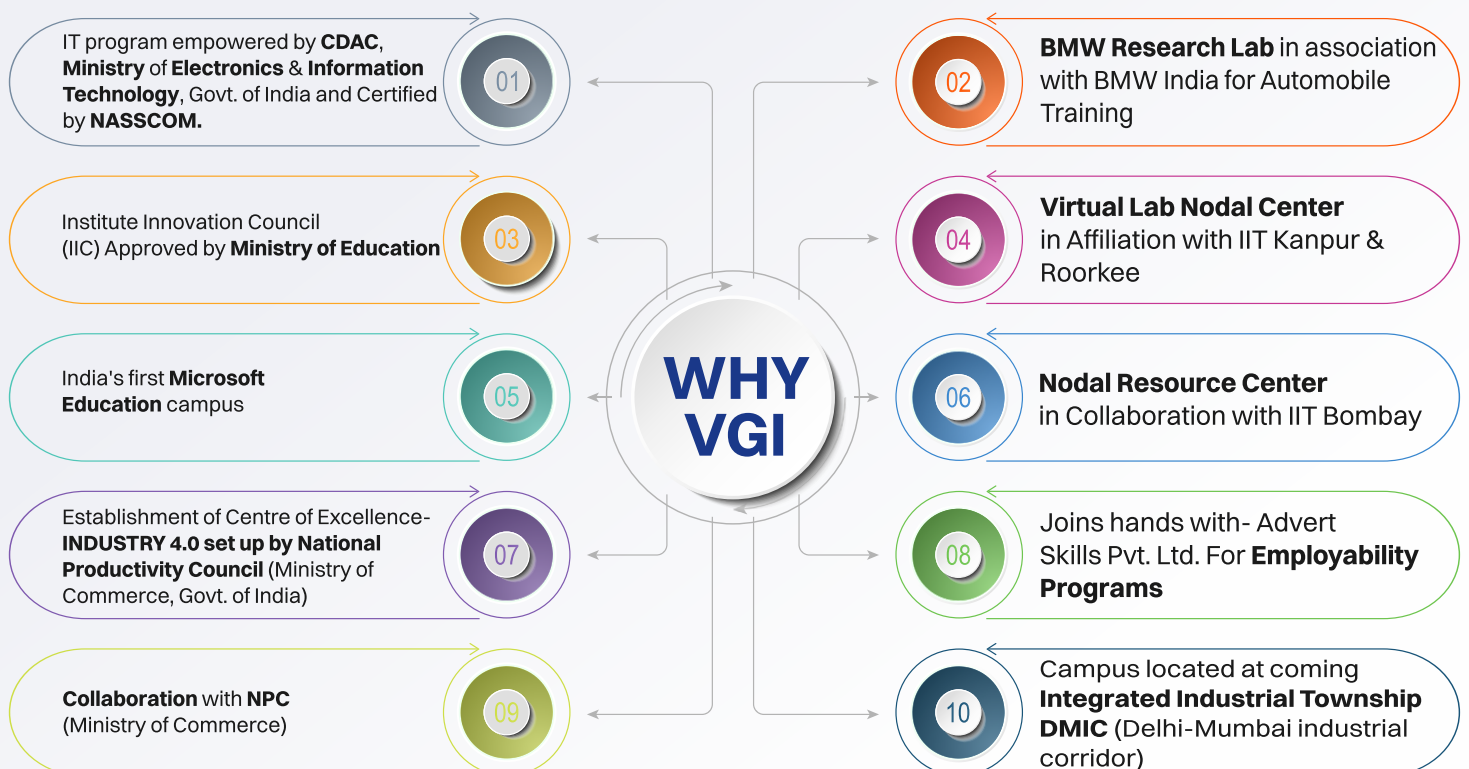 IT program empowered by CDAC,
Ministry of Electronics & Information
Technology, Govt. of India and Certified
by NASSCOM.
01
02
BMW Research Lab in association
with BMW India for Automobile
Training
Institute Innovation Council
(IIC) Approved by Ministry of Education
03
04
Virtual Lab Nodal Center
in Affiliation with IIT Kanpur &
Roorkee
WHY
VGI
India's first Microsoft
Education campus
05
06
Nodal Resource Center
in Collaboration with IIT Bombay
Establishment of Centre of Excellence-
INDUSTRY 4.0 set up by National
Productivity Council (Ministry of
Commerce, Govt. of India)
07
08
Joins hands with- Advert
Skills Pvt. Ltd. For Employability
Programs
Collaboration with NPC
(Ministry of Commerce)
09
10
Campus located at coming
Integrated Industrial Township
DMIC (Delhi-Mumbai industrial
corridor)